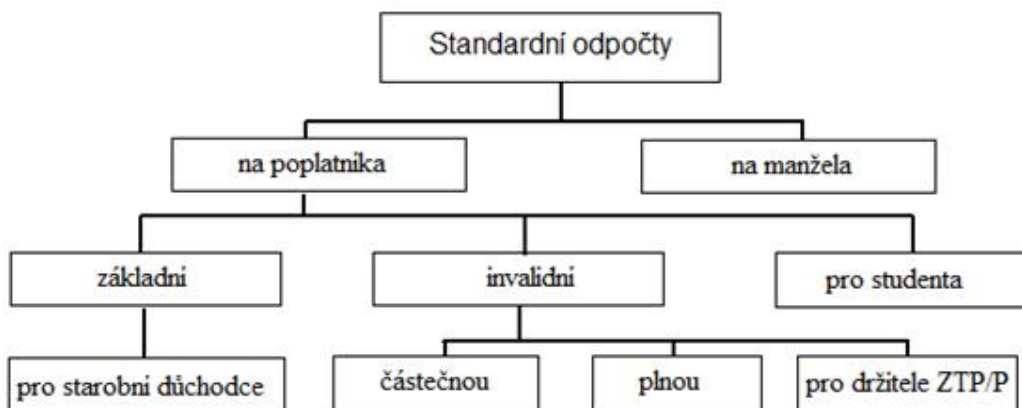 Standardní odpočty
na poplatníka
na manžela
základní
invalidní
pro studenta
pro starobní důchodce
částečnou
plnou
pro držitele ZTP/P